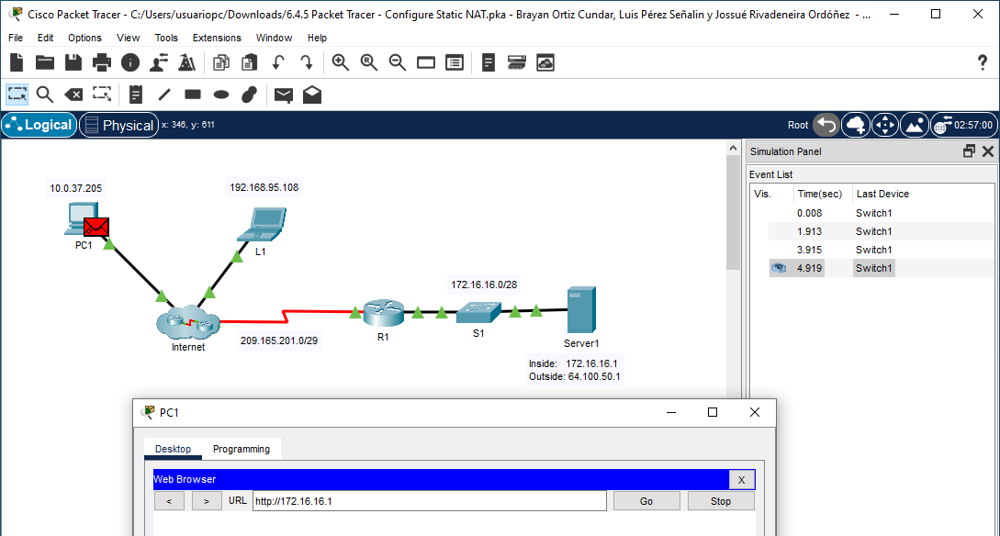 Cisco Packet Tracer - C:/Users/usuariopc/Downloads/6.4.5 Packet Tracer - Configure Static NAT.pka - Brayan Ortiz Cundar, Luis Pérez Señalin y Jossué Rivadeneira Ordóñez - ...
File Edit Options View Tools Extensions Window Help
?
Logical Physical x: 346, y: 611 Root 02:57:00
Simulation Panel
Event List
Vis. Time(sec) Last Device
0.008 Switch1
1.913 Switch1
3.915 Switch1
4.919 Switch1
10.0.37.205
192.168.95.108
PC1
L1
172.16.16.0/28
Internet
209.165.201.0/29
R1
S1
Server1
Inside: 172.16.16.1
Outside: 64.100.50.1
PC1
Desktop Programming
Web Browser X
< > URL http://172.16.16.1 Go Stop